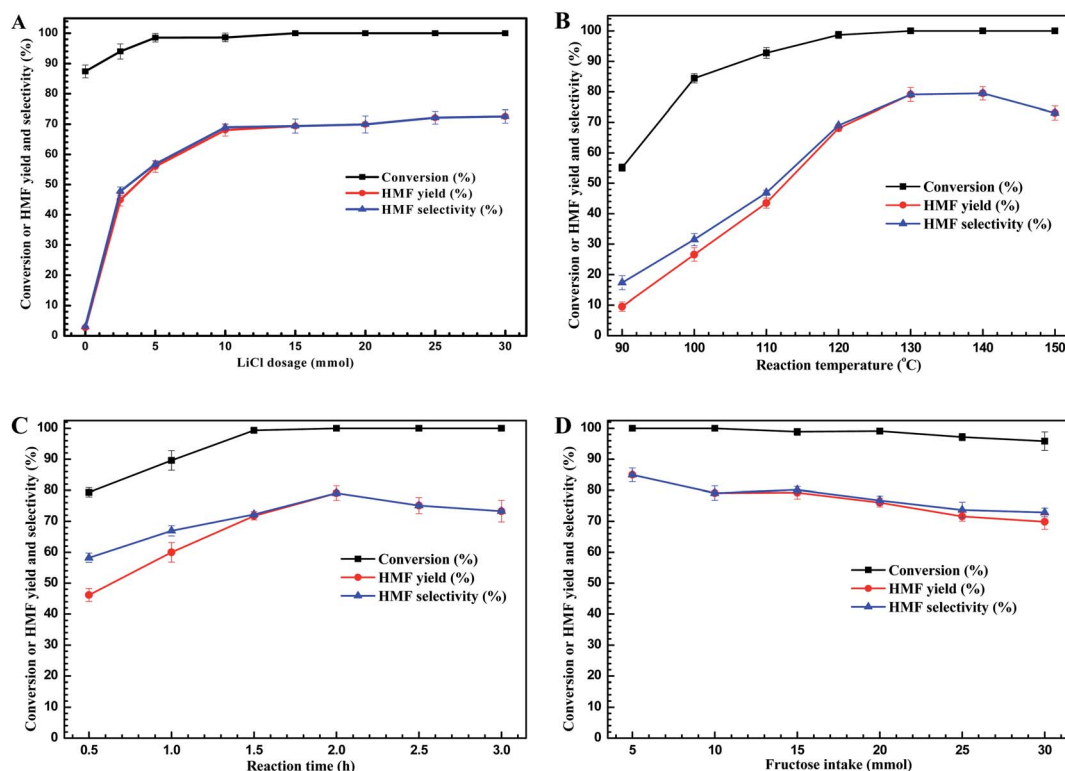 A
Conversion or HMF yield and selectivity (%)
100
90
80
70
60
50
40
30
20
10
0
Conversion (%)
HMF yield (%)
HMF selectivity (%)
0 5 10 15 20 25 30
LiCl dosage (mmol)
B
Conversion or HMF yield and selectivity (%)
100
90
80
70
60
50
40
30
20
10
0
Conversion (%)
HMF yield (%)
HMF selectivity (%)
90 100 110 120 130 140 150
Reaction temperature (°C)
C
Conversion or HMF yield and selectivity (%)
100
90
80
70
60
50
40
30
20
10
0
Conversion (%)
HMF yield (%)
HMF selectivity (%)
0.5 1.0 1.5 2.0 2.5 3.0
Reaction time (h)
D
Conversion or HMF yield and selectivity (%)
100
90
80
70
60
50
40
30
20
10
0
Conversion (%)
HMF yield (%)
HMF selectivity (%)
5 10 15 20 25 30
Fructose intake (mmol)